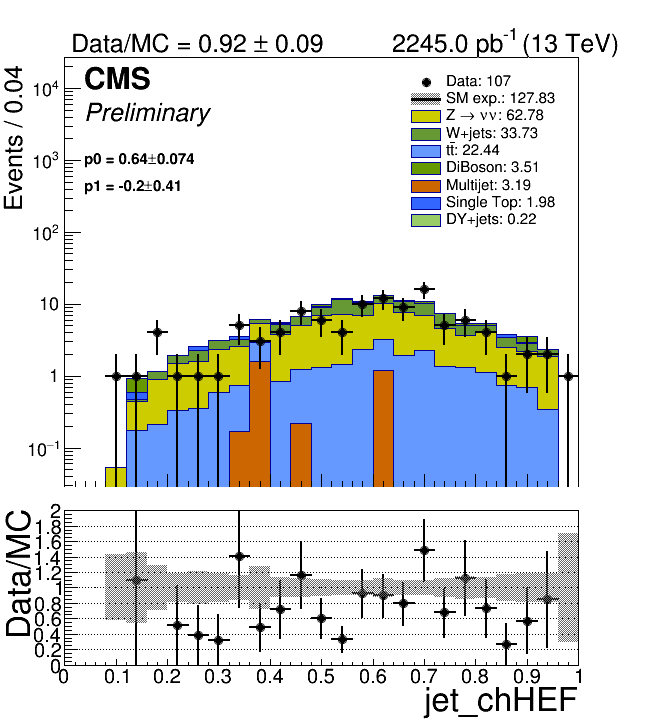 Data/MC = 0.92 ± 0.09 2245.0 pb⁻¹ (13 TeV)
CMS
Preliminary
p0 = 0.64±0.074
p1 = -0.2±0.41
Data: 107
SM exp.: 127.83
Z → νν: 62.78
W+jets: 33.73
tt̄: 22.44
DiBoson: 3.51
Multijet: 3.19
Single Top: 1.98
DY+jets: 0.22
Events / 0.04
10⁴
10³
10²
10
1
10⁻¹
Data/MC
2
1.8
1.6
1.4
1.2
1
0.8
0.6
0.4
0.2
0
0 0.1 0.2 0.3 0.4 0.5 0.6 0.7 0.8 0.9 1
jet_chHEF